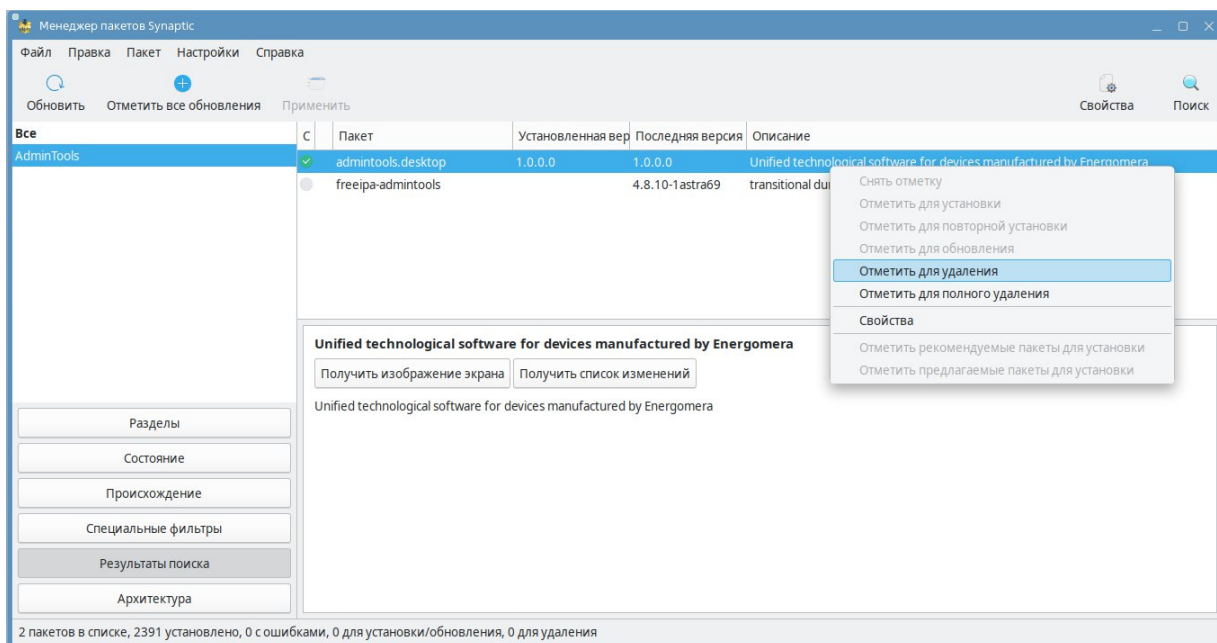 Менеджер пакетов Synaptic
Файл Правка Пакет Настройки Справка
Обновить Отметить все обновления Применить Свойства Поиск
Все
AdminTools
С Пакет Установленная вер Последняя версия Описание
admintools.desktop 1.0.0.0 1.0.0.0 Unified technological software for devices manufactured by Energomera
freeipa-admintools 4.8.10-1astra69 transitional du
Снять отметку
Отметить для установки
Отметить для повторной установки
Отметить для обновления
Отметить для удаления
Отметить для полного удаления
Свойства
Отметить рекомендуемые пакеты для установки
Отметить предлагаемые пакеты для установки
Unified technological software for devices manufactured by Energomera
Получить изображение экрана Получить список изменений
Unified technological software for devices manufactured by Energomera
Разделы
Состояние
Происхождение
Специальные фильтры
Результаты поиска
Архитектура
2 пакетов в списке, 2391 установлено, 0 с ошибками, 0 для установки/обновления, 0 для удаления